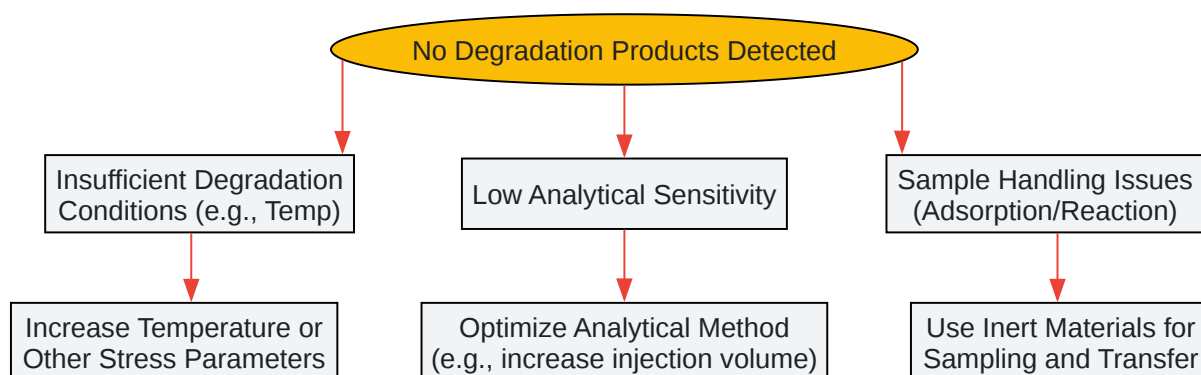 No Degradation Products Detected
Insufficient Degradation
Conditions (e.g., Temp)
Low Analytical Sensitivity
Sample Handling Issues
(Adsorption/Reaction)
Increase Temperature or
Other Stress Parameters
Optimize Analytical Method
(e.g., increase injection volume)
Use Inert Materials for
Sampling and Transfer